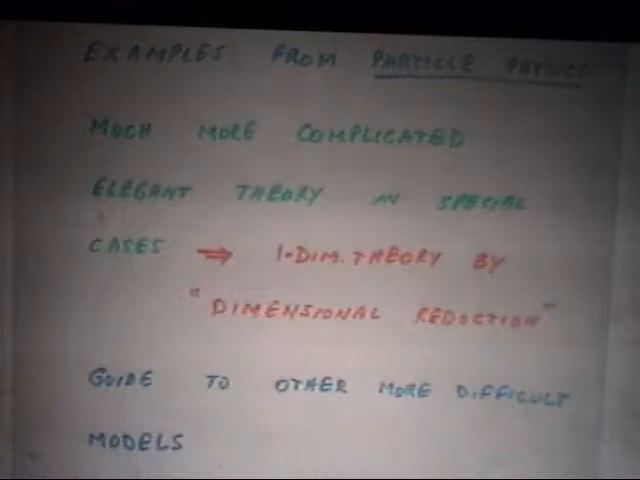 EXAMPLES FROM PARTICLE PHYSICS
MUCH MORE COMPLICATED
ELEGANT THEORY IN SPECIAL
CASES ⇒ 1-DIM. THEORY BY
"DIMENSIONAL REDUCTION"
GUIDE TO OTHER MORE DIFFICULT
MODELS